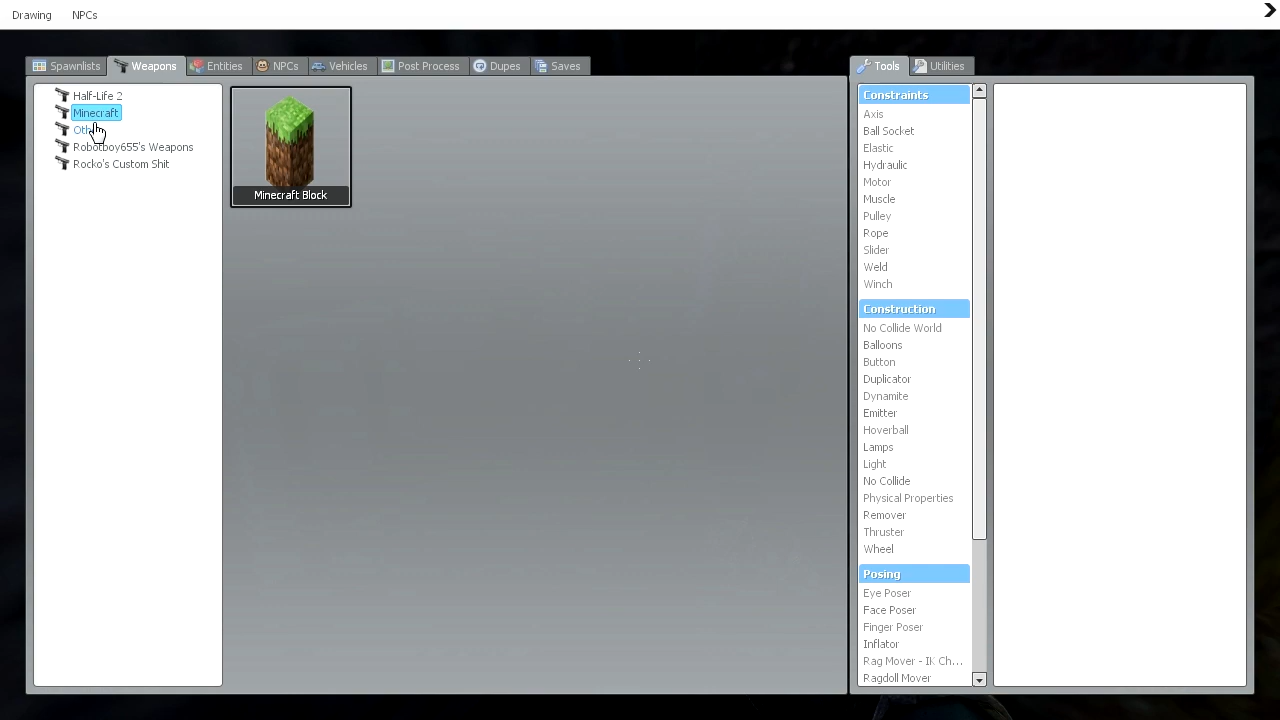 Drawing NPCs
Spawnlists Weapons Entities NPCs Vehicles Post Process Dupes Saves
Half-Life 2
Minecraft
Robotboy655's Weapons
Rocko's Custom Shit
Minecraft Block
Tools Utilities
Constraints
Axis
Ball Socket
Elastic
Hydraulic
Motor
Muscle
Pulley
Rope
Slider
Weld
Winch
Construction
No Collide World
Balloons
Button
Duplicator
Dynamite
Emitter
Hoverball
Lamps
Light
No Collide
Physical Properties
Remover
Thruster
Wheel
Posing
Eye Poser
Face Poser
Finger Poser
Inflator
Rag Mover - IK Ch...
Ragdoll Mover